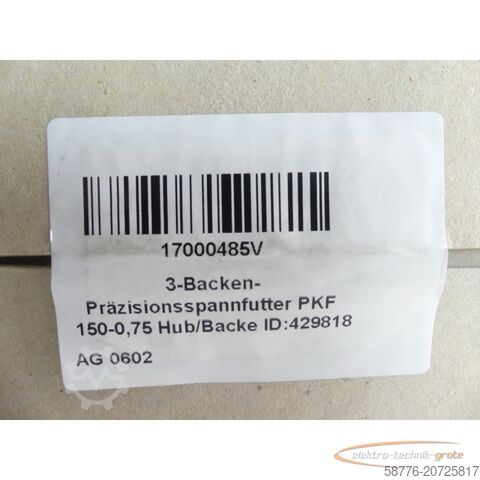 17000485V
3-Backen-
Präzisionsspannfutter PKF
150-0,75 Hub/Backe ID:429818
AG 0602
elektro-technik-grote
58776-20725817